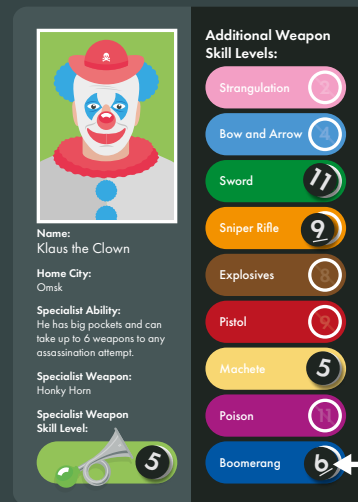 Name:
Klaus the Clown
Home City:
Omsk
Specialist Ability:
He has big pockets and can
take up to 6 weapons to any
assassination attempt.
Specialist Weapon:
Honky Horn
Specialist Weapon
Skill Level:
5
Additional Weapon
Skill Levels:
Strangulation 2
Bow and Arrow 4
Sword 11
Sniper Rifle 9
Explosives 8
Pistol 9
Machete 5
Poison 11
Boomerang 6